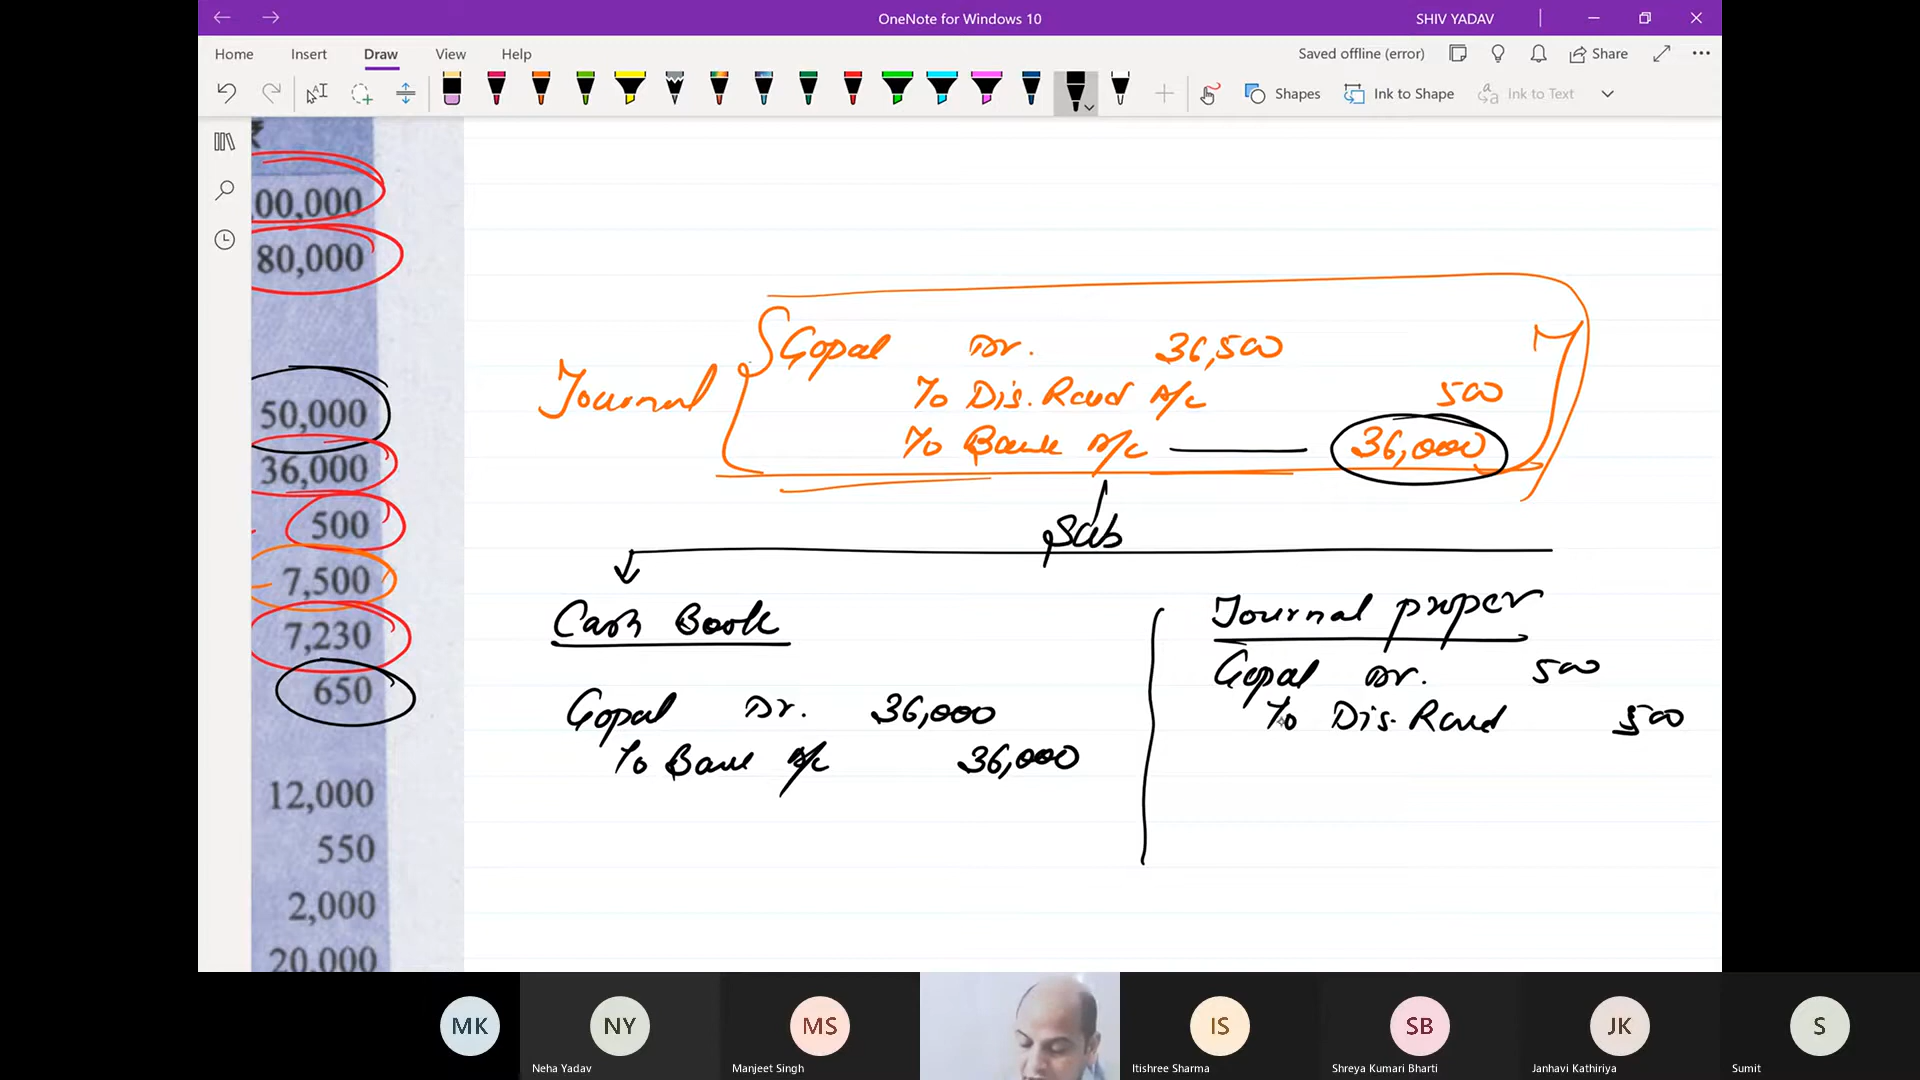 OneNote for Windows 10
SHIV YADAV
Home Insert Draw View Help
Saved offline (error) Share
Shapes Ink to Shape Ink to Text
₹
00,000
80,000
50,000
36,000
500
7,500
7,230
650
12,000
550
2,000
20,000
Journal
Gopal Dr. 36,500
To Dis. Recd A/c 500
To Bank A/c 36,000
Sub
Cash Book
Gopal Dr. 36,000
To Bank A/c 36,000
Journal proper
Gopal Dr. 500
To Dis. Recd 500
MK
NY
MS
IS
SB
JK
S
Neha Yadav
Manjeet Singh
Itishree Sharma
Shreya Kumari Bharti
Janhavi Kathiriya
Sumit